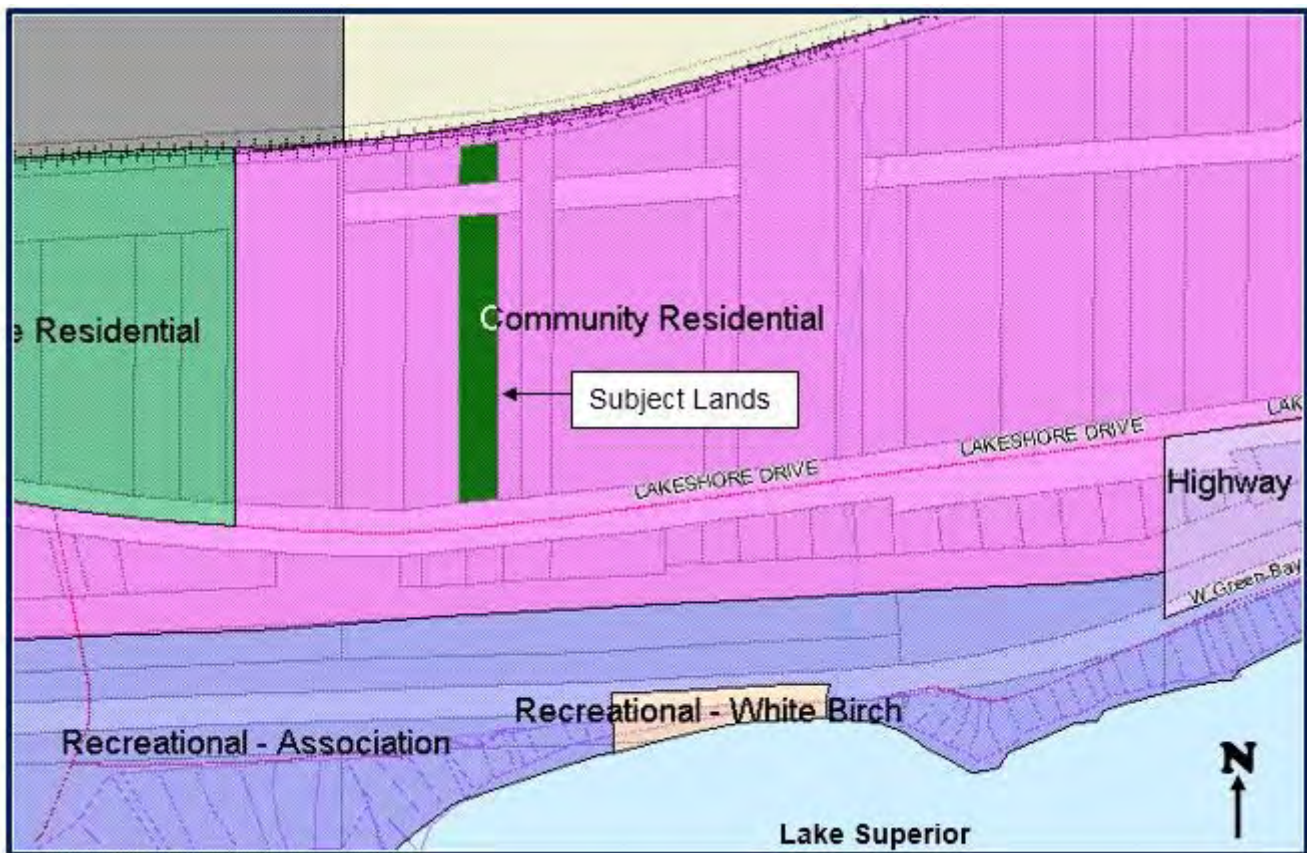 e Residential
Community Residential
Subject Lands
LAKESHORE DRIVE
LAKESHORE DRIVE
LAK
Highway
W Green Bay
Recreational - White Birch
Recreational - Association
N
Lake Superior